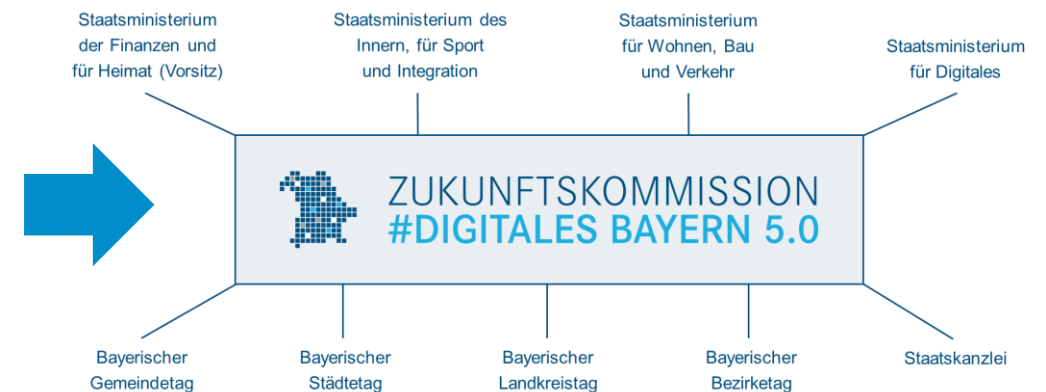 Staatsministerium
der Finanzen und
für Heimat (Vorsitz)
Staatsministerium des
Innern, für Sport
und Integration
Staatsministerium
für Wohnen, Bau
und Verkehr
Staatsministerium
für Digitales
ZUKUNFTSKOMMISSION
#DIGITALES BAYERN 5.0
Bayerischer
Gemeindetag
Bayerischer
Städtetag
Bayerischer
Landkreistag
Bayerischer
Bezirketag
Staatskanzlei